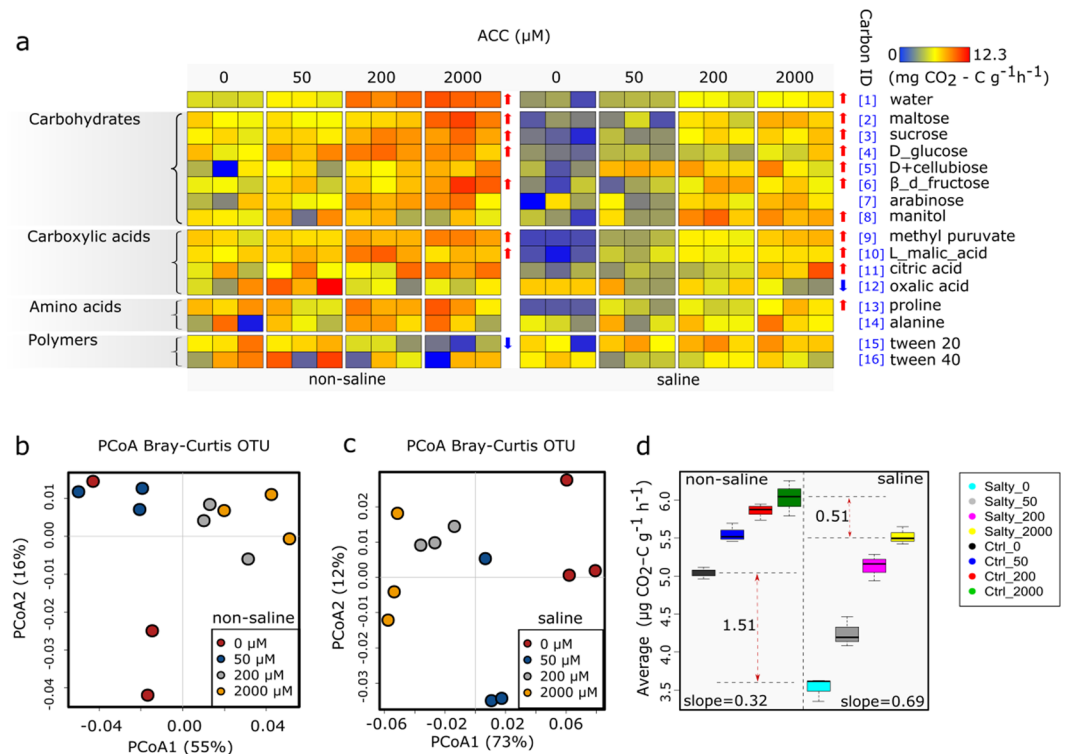 a
ACC (µM)
0 50 200 2000 0 50 200 2000
Carbon ID
0 12.3
(mg CO2 - C g-1h-1)
[1] water
Carbohydrates
[2] maltose
[3] sucrose
[4] D_glucose
[5] D+cellubiose
[6] β_d_fructose
[7] arabinose
[8] manitol
Carboxylic acids
[9] methyl puruvate
[10] L_malic_acid
[11] citric acid
[12] oxalic acid
Amino acids
[13] proline
[14] alanine
Polymers
[15] tween 20
[16] tween 40
non-saline saline
b
PCoA Bray-Curtis OTU
PCoA2 (16%)
0.01
0.00
-0.01
-0.02
-0.03
-0.04
non-saline
0 µM
50 µM
200 µM
2000 µM
-0.04 0.00 0.04
PCoA1 (55%)
c
PCoA Bray-Curtis OTU
PCoA2 (12%)
0.02
0.01
0.00
-0.01
-0.02
-0.03
saline
0 µM
50 µM
200 µM
2000 µM
-0.06 -0.02 0.02 0.06
PCoA1 (73%)
d
Average (µg CO2-C g-1 h-1)
6.0
5.5
5.0
4.5
4.0
3.5
non-saline saline
0.51
1.51
slope=0.32 slope=0.69
Salty_0
Salty_50
Salty_200
Salty_2000
Ctrl_0
Ctrl_50
Ctrl_200
Ctrl_2000